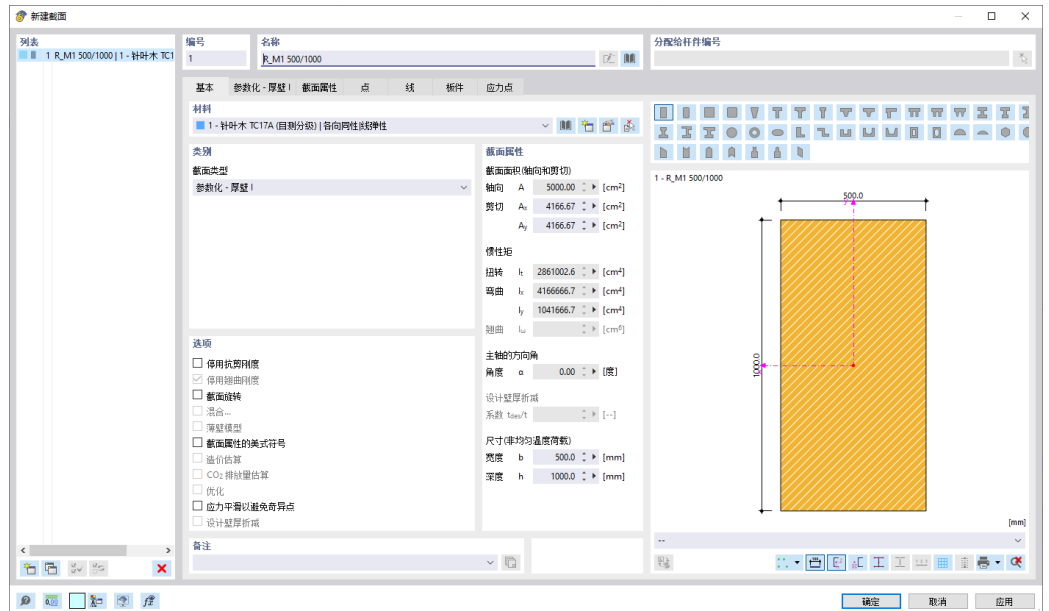 新建截面
列表
1 R_M1 500/1000 | 1 - 针叶木 TC1
编号
1
名称
R_M1 500/1000
分配给杆件编号
基本
参数化 - 厚壁 I
截面属性
点
线
板件
应力点
材料
1 - 针叶木 TC17A (目测分级) | 各向同性|线弹性
类别
截面类型
参数化 - 厚壁 I
选项
停用抗剪刚度
停用翘曲刚度
截面旋转
混合...
薄壁模型
截面属性的美式符号
造价估算
CO₂ 排放量估算
优化
应力平滑以避免奇异点
设计壁厚折减
备注
截面属性
截面面积(轴向和剪切)
轴向 A 5000.00 [cm²]
剪切 Aₓ 4166.67 [cm²]
Aᵧ 4166.67 [cm²]
惯性矩
扭转 Iₜ 2861002.6 [cm⁴]
弯曲 Iₓ 4166666.7 [cm⁴]
Iᵧ 1041666.7 [cm⁴]
翘曲 Iω [cm⁶]
主轴的方向角
角度 α 0.00 [度]
设计壁厚折减
系数 tdes/t [--]
尺寸(非均匀温度荷载)
宽度 b 500.0 [mm]
深度 h 1000.0 [mm]
1 - R_M1 500/1000
500.0
1000.0
[mm]
--
确定
取消
应用